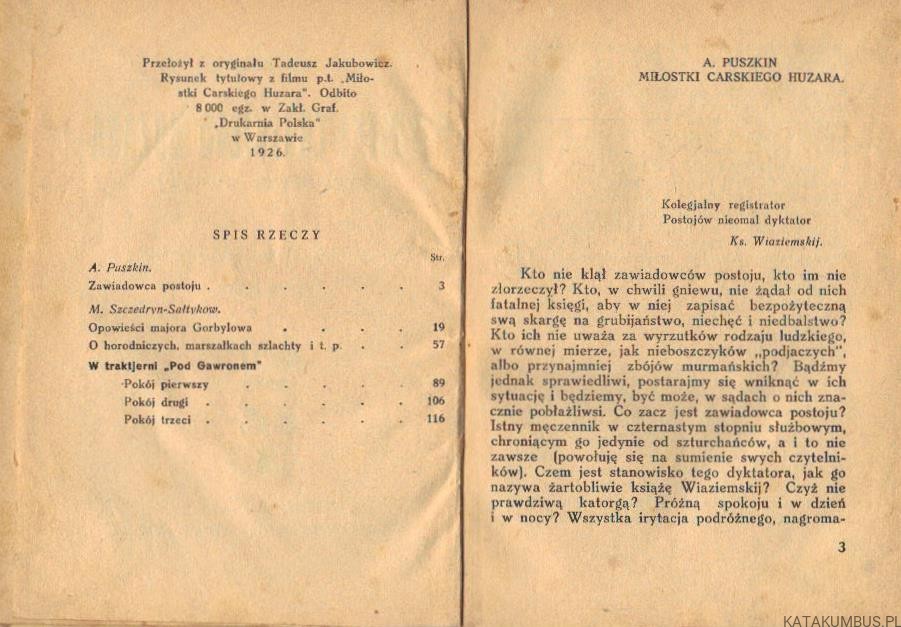 Przełożył z oryginału Tadeusz Jakubowicz.
Rysunek tytułowy z filmu p.t. „Miło-
stki Carskiego Huzara". Odbito
8 000 egz. w Zakł. Graf.
„Drukarnia Polska"
w Warszawie
1926.
SPIS RZECZY
Str.
A. Puszkin.
Zawiadowca postoju . . . . . . 3
M. Szczedryn-Sałtykow.
Opowieści majora Gorbylowa . . . . 19
O horodniczych, marszałkach szlachty i t. p. . . 57
W traktjerni „Pod Gawronem"
Pokój pierwszy . . . . . 89
Pokój drugi . . . . . . 106
Pokój trzeci . . . . . . 116
A. PUSZKIN
MIŁOSTKI CARSKIEGO HUZARA.
Kolegjalny registrator
Postojów nieomal dyktator
Ks. Wiaziemskij.
Kto nie kląl zawiadowców postoju, kto im nie
złorzeczył? Kto, w chwili gniewu, nie żądał od nich
fatalnej księgi, aby w niej zapisać bezpożyteczną
swą skargę na grubijaństwo, niechęć i niedbalstwo?
Kto ich nie uważa za wyrzutków rodzaju ludzkiego,
w równej mierze, jak nieboszczyków „podjaczych",
albo przynajmniej zbójów murmańskich? Bądźmy
jednak sprawiedliwi, postarajmy się wniknąć w ich
sytuację i będziemy, być może, w sądach o nich zna-
cznie pobłażliwsi. Co zacz jest zawiadowca postoju?
Istny męczennik w czternastym stopniu służbowym,
chroniącym go jedynie od szturchańców, a i to nie
zawsze (powołuję się na sumienie swych czytelni-
ków). Czem jest stanowisko tego dyktatora, jak go
nazywa żartobliwie książę Wiaziemskij? Czyż nie
prawdziwą katorgą? Próżną spokoju i w dzień
i w nocy? Wszystka irytacja podróżnego, nagroma-
3
KATAKUMBUS.PL